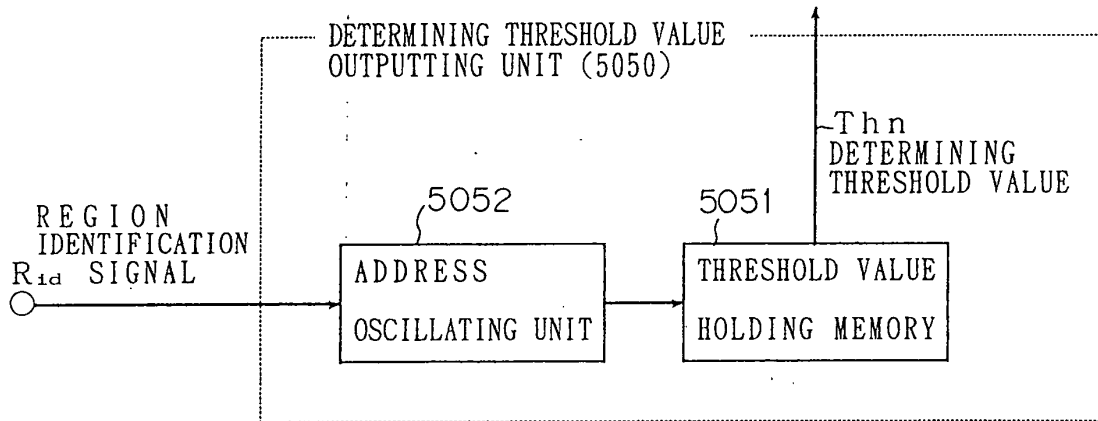 DETERMINING THRESHOLD VALUE
OUTPUTTING UNIT (5050)
Thn
DETERMINING
THRESHOLD VALUE
REGION
IDENTIFICATION
Rid SIGNAL
5052
5051
ADDRESS
OSCILLATING UNIT
THRESHOLD VALUE
HOLDING MEMORY